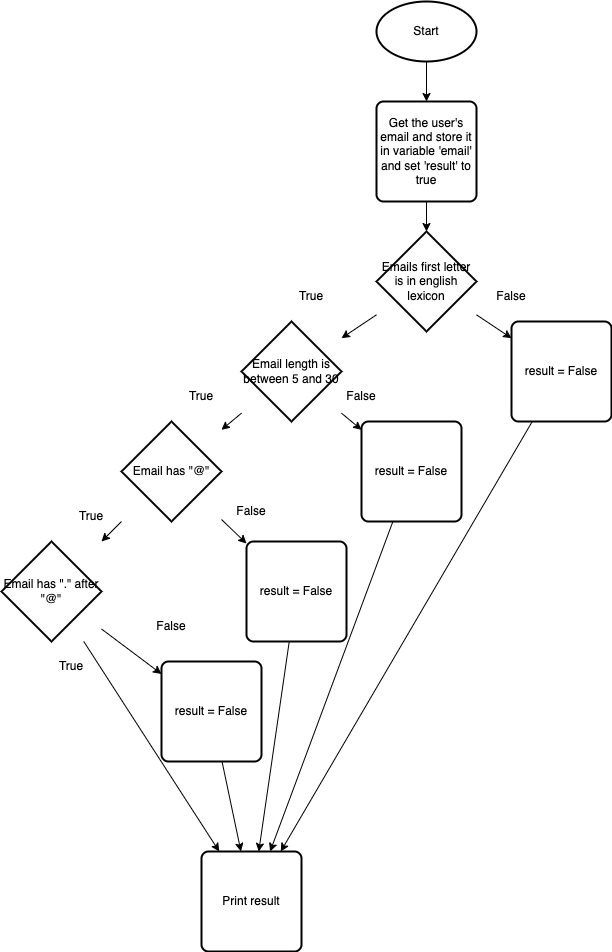 Start
Get the user's
email and store it
in variable 'email'
and set 'result' to
true
Emails first letter
is in english
lexicon
True
False
Email length is
between 5 and 30
result = False
True
False
Email has "@"
result = False
True
False
Email has "." after
"@"
result = False
False
True
result = False
Print result